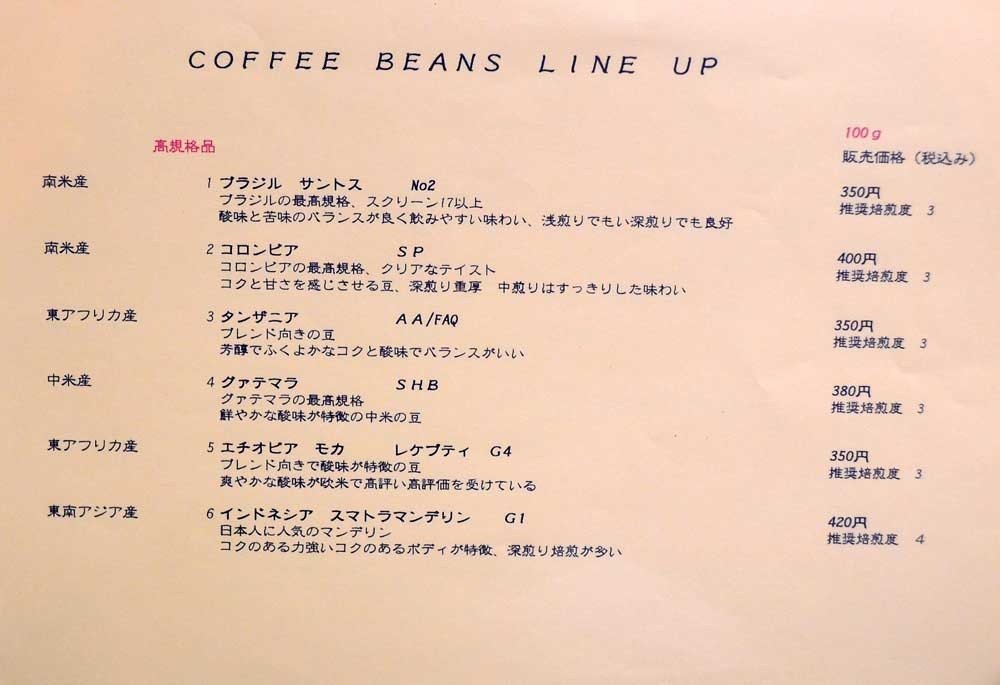 COFFEE BEANS LINE UP
高規格品
100g
販売価格（税込み）
南米産 1 ブラジル サントス No2 350円
ブラジルの最高規格、スクリーン17以上 推奨焙煎度 3
酸味と苦味のバランスが良く飲みやすい味わい、浅煎りでもい深煎りでも良好
南米産 2 コロンビア SP 400円
コロンビアの最高規格、クリアなテイスト 推奨焙煎度 3
コクと甘さを感じさせる豆、深煎り重厚 中煎りはすっきりした味わい
東アフリカ産 3 タンザニア AA/FAQ 350円
ブレンド向きの豆 推奨焙煎度 3
芳醇でふくよかなコクと酸味でバランスがいい
中米産 4 グァテマラ SHB 380円
グァテマラの最高規格 推奨焙煎度 3
鮮やかな酸味が特徴の中米の豆
東アフリカ産 5 エチオピア モカ レケプティ G4 350円
ブレンド向きで酸味が特徴の豆 推奨焙煎度 3
爽やかな酸味が欧米で高評い高評価を受けている
東南アジア産 6 インドネシア スマトラマンデリン G1 420円
日本人に人気のマンデリン 推奨焙煎度 4
コクのある力強いコクのあるボディが特徴、深煎り焙煎が多い